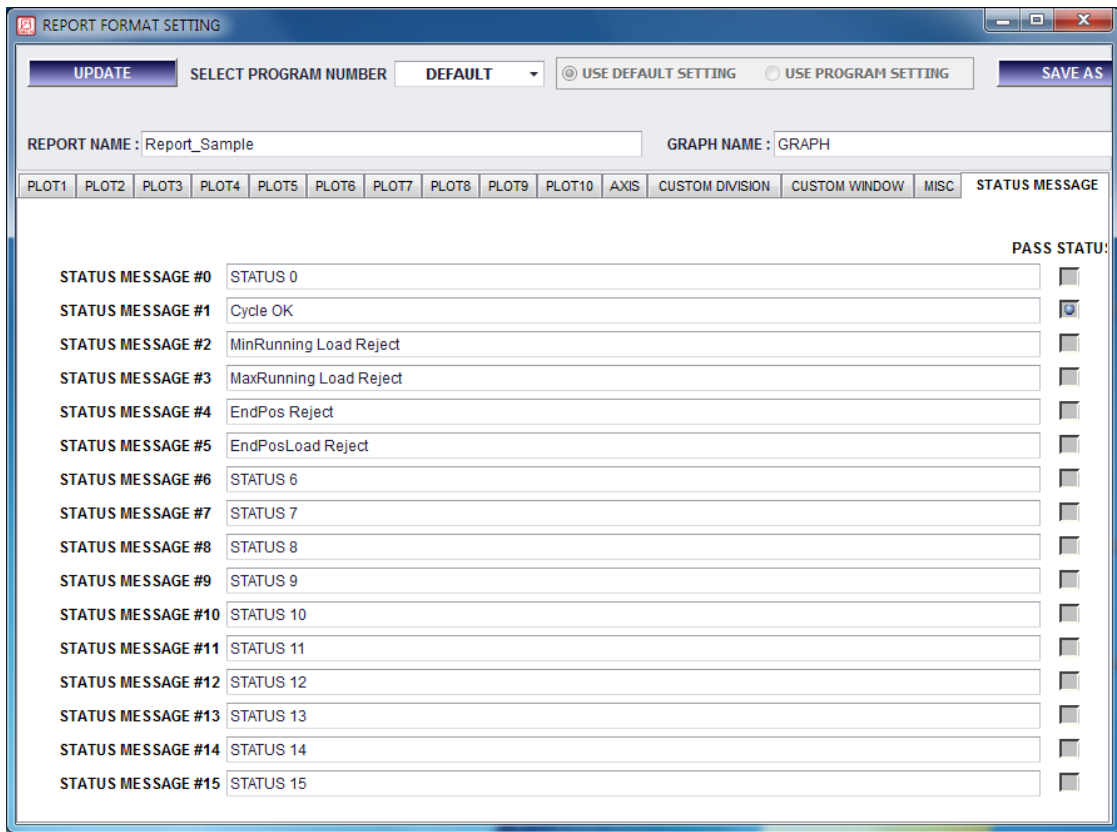 REPORT FORMAT SETTING
UPDATE SELECT PROGRAM NUMBER DEFAULT USE DEFAULT SETTING USE PROGRAM SETTING SAVE AS
REPORT NAME : Report_Sample GRAPH NAME : GRAPH
PLOT1 PLOT2 PLOT3 PLOT4 PLOT5 PLOT6 PLOT7 PLOT8 PLOT9 PLOT10 AXIS CUSTOM DIVISION CUSTOM WINDOW MISC STATUS MESSAGE
PASS STATU
STATUS MESSAGE #0 STATUS 0
STATUS MESSAGE #1 Cycle OK
STATUS MESSAGE #2 MinRunning Load Reject
STATUS MESSAGE #3 MaxRunning Load Reject
STATUS MESSAGE #4 EndPos Reject
STATUS MESSAGE #5 EndPosLoad Reject
STATUS MESSAGE #6 STATUS 6
STATUS MESSAGE #7 STATUS 7
STATUS MESSAGE #8 STATUS 8
STATUS MESSAGE #9 STATUS 9
STATUS MESSAGE #10 STATUS 10
STATUS MESSAGE #11 STATUS 11
STATUS MESSAGE #12 STATUS 12
STATUS MESSAGE #13 STATUS 13
STATUS MESSAGE #14 STATUS 14
STATUS MESSAGE #15 STATUS 15